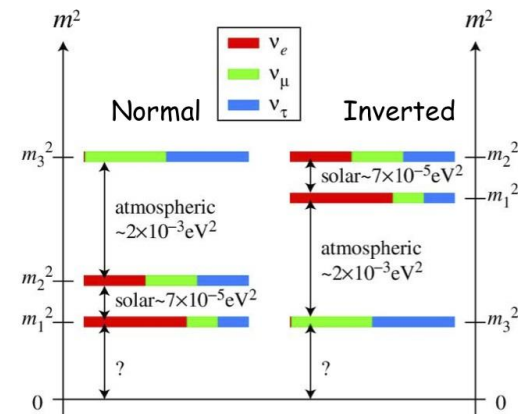 m² m²
νₑ
ν_μ
ν_τ
Normal Inverted
m₃² m₂²
solar~7×10⁻⁵eV²
m₁²
atmospheric
~2×10⁻³eV²
atmospheric
~2×10⁻³eV²
m₂²
solar~7×10⁻⁵eV²
m₁² m₃²
? ?
0 0